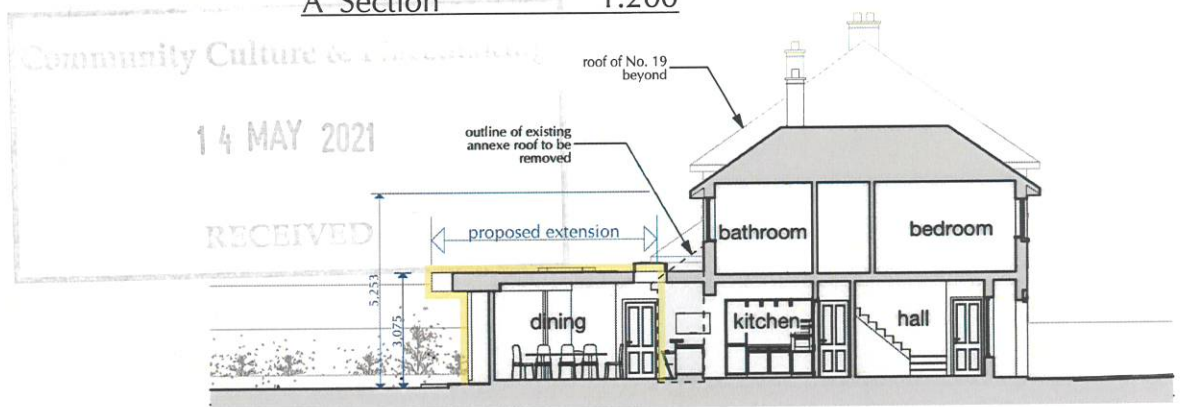 A Section 1:200
Community Culture &
14 MAY 2021
RECEIVED
roof of No. 19
beyond
outline of existing
annexe roof to be
removed
proposed extension
5.253
3.075
bathroom
bedroom
dining
kitchen
hall